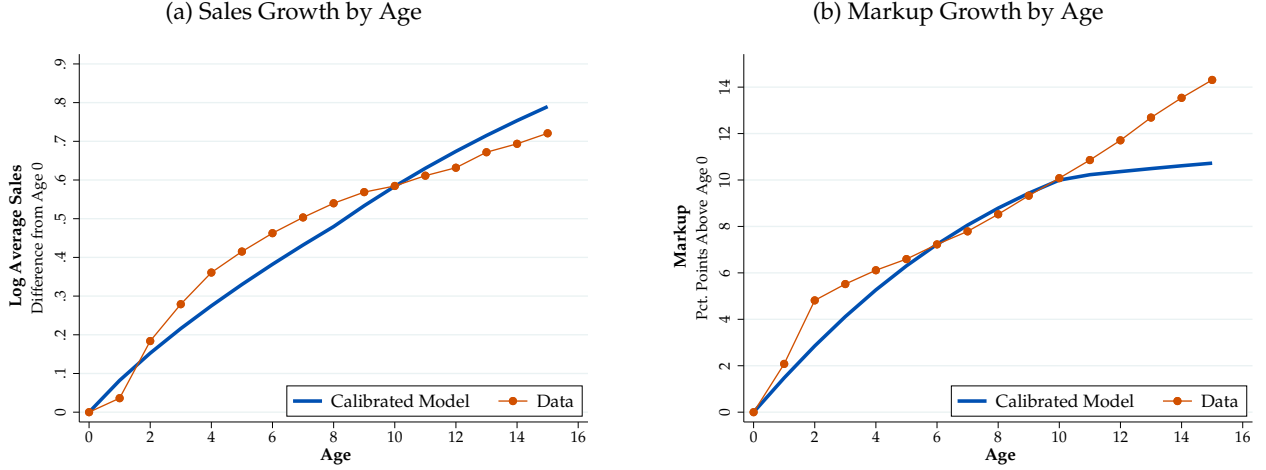 (a) Sales Growth by Age
Log Average Sales
Difference from Age 0
.9
.8
.7
.6
.5
.4
.3
.2
.1
0
0 2 4 6 8 10 12 14 16
Age
Calibrated Model Data
(b) Markup Growth by Age
Markup
Pct. Points Above Age 0
14
12
10
8
6
4
2
0
0 2 4 6 8 10 12 14 16
Age
Calibrated Model Data